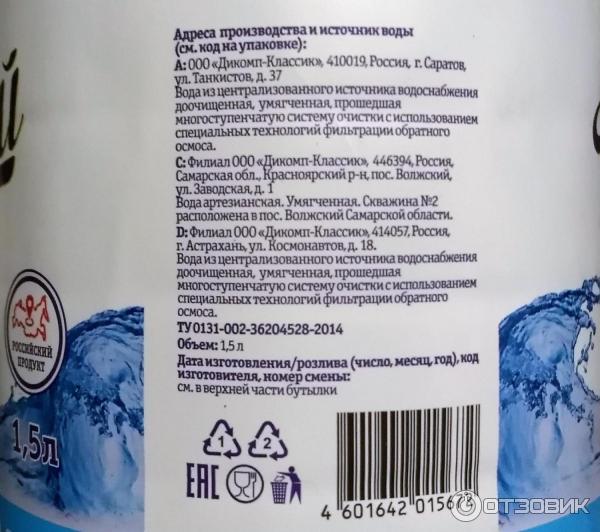 Адреса производства и источник воды
(см. код на упаковке):
А: ООО «Дикомп-Классик», 410019, Россия, г. Саратов,
ул. Танкистов, д. 37
Вода из централизованного источника водоснабжения
доочищенная, умягченная, прошедшая
многоступенчатую систему очистки с использованием
специальных технологий фильтрации обратного
осмоса.
С: Филиал ООО «Дикомп-Классик», 446394, Россия,
Самарская обл., Красноярский р-н, пос. Волжский,
ул. Заводская, д. 1
Вода артезианская. Умягченная. Скважина №2
расположена в пос. Волжский Самарской области.
D: Филиал ООО «Дикомп-Классик», 414057, Россия,
г. Астрахань, ул. Космонавтов, д. 18.
Вода из централизованного источника водоснабжения
доочищенная, умягченная, прошедшая
многоступенчатую систему очистки с использованием
специальных технологий фильтрации обратного
осмоса.
ТУ 0131-002-36204528-2014
Объем: 1,5 л
Дата изготовления/розлива (число, месяц, год), код
изготовителя, номер смены:
см. в верхней части бутылки
РОССИЙСКИЙ
ПРОДУКТ
1,5л
1 2
ЕАС
4 601642 015678
ОТЗОВИК